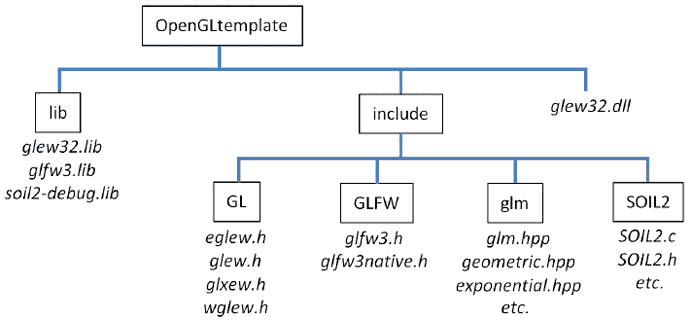 OpenGLtemplate
lib
include
glew32.dll
glew32.lib
glfw3.lib
soil2-debug.lib
GL
GLFW
glm
SOIL2
eglew.h
glew.h
glxew.h
wglew.h
glfw3.h
glfw3native.h
glm.hpp
geometric.hpp
exponential.hpp
etc.
SOIL2.c
SOIL2.h
etc.